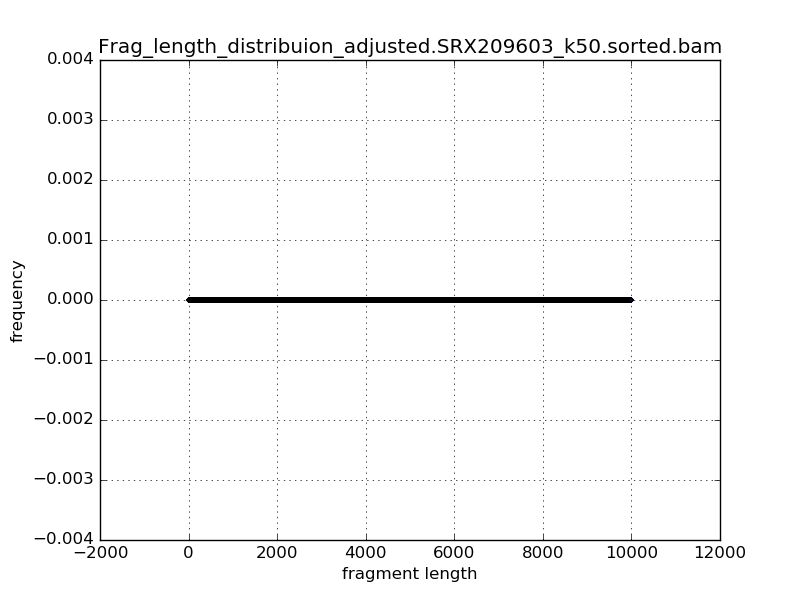 Frag_length_distribuion_adjusted.SRX209603_k50.sorted.bam
0.004
0.003
0.002
0.001
0.000
−0.001
−0.002
−0.003
−0.004
frequency
−2000 0 2000 4000 6000 8000 10000 12000
fragment length